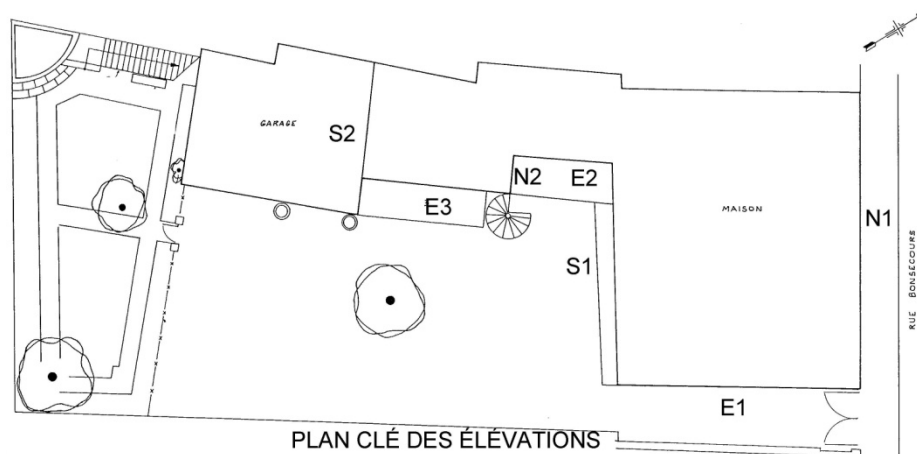 GARAGE
S2
N2
E2
E3
MAISON
N1
S1
RUE BONSECOURS
E1
PLAN CLÉ DES ÉLÉVATIONS